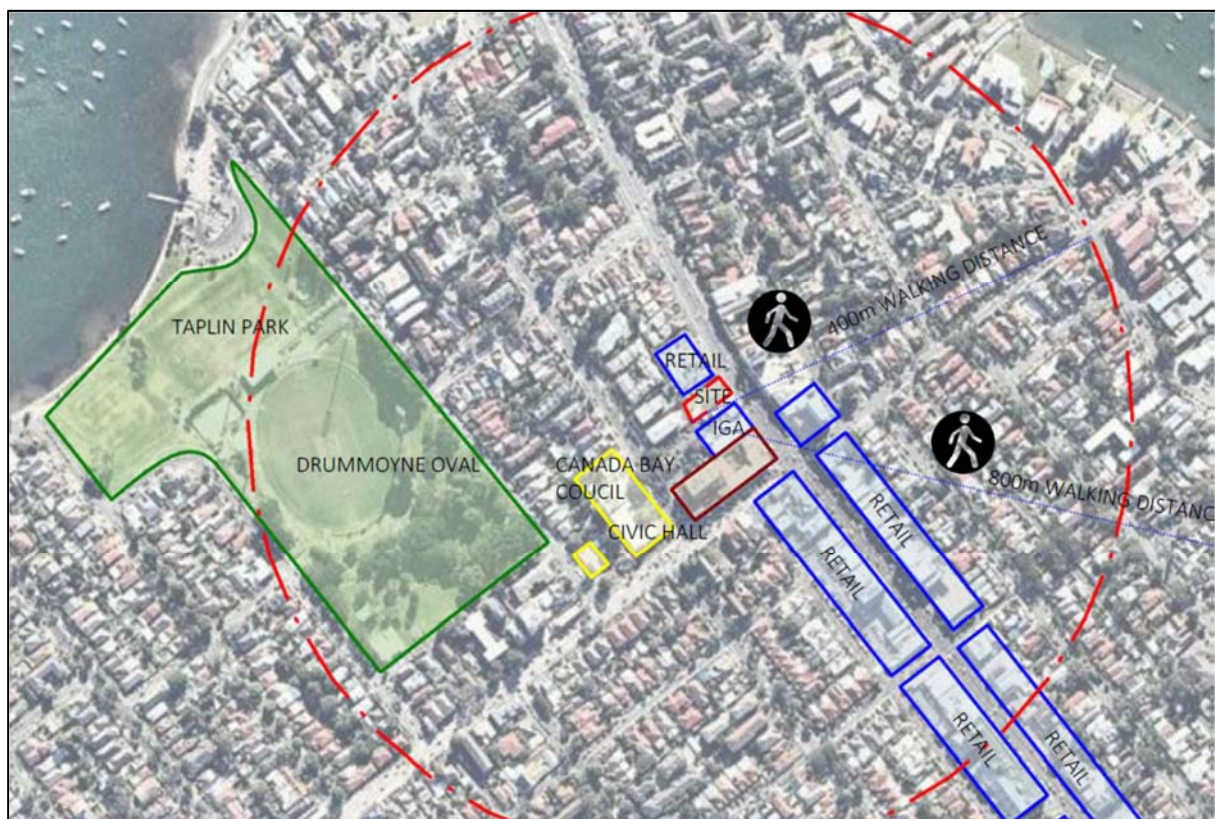 400m WALKING DISTANCE
TAPLIN PARK
RETAIL
SITE
IGA
DRUMMOYNE OVAL
CANADA BAY
COUCIL
CIVIC HALL
800m WALKING DISTANC
RETAIL
RETAIL
RETAIL
RETAIL